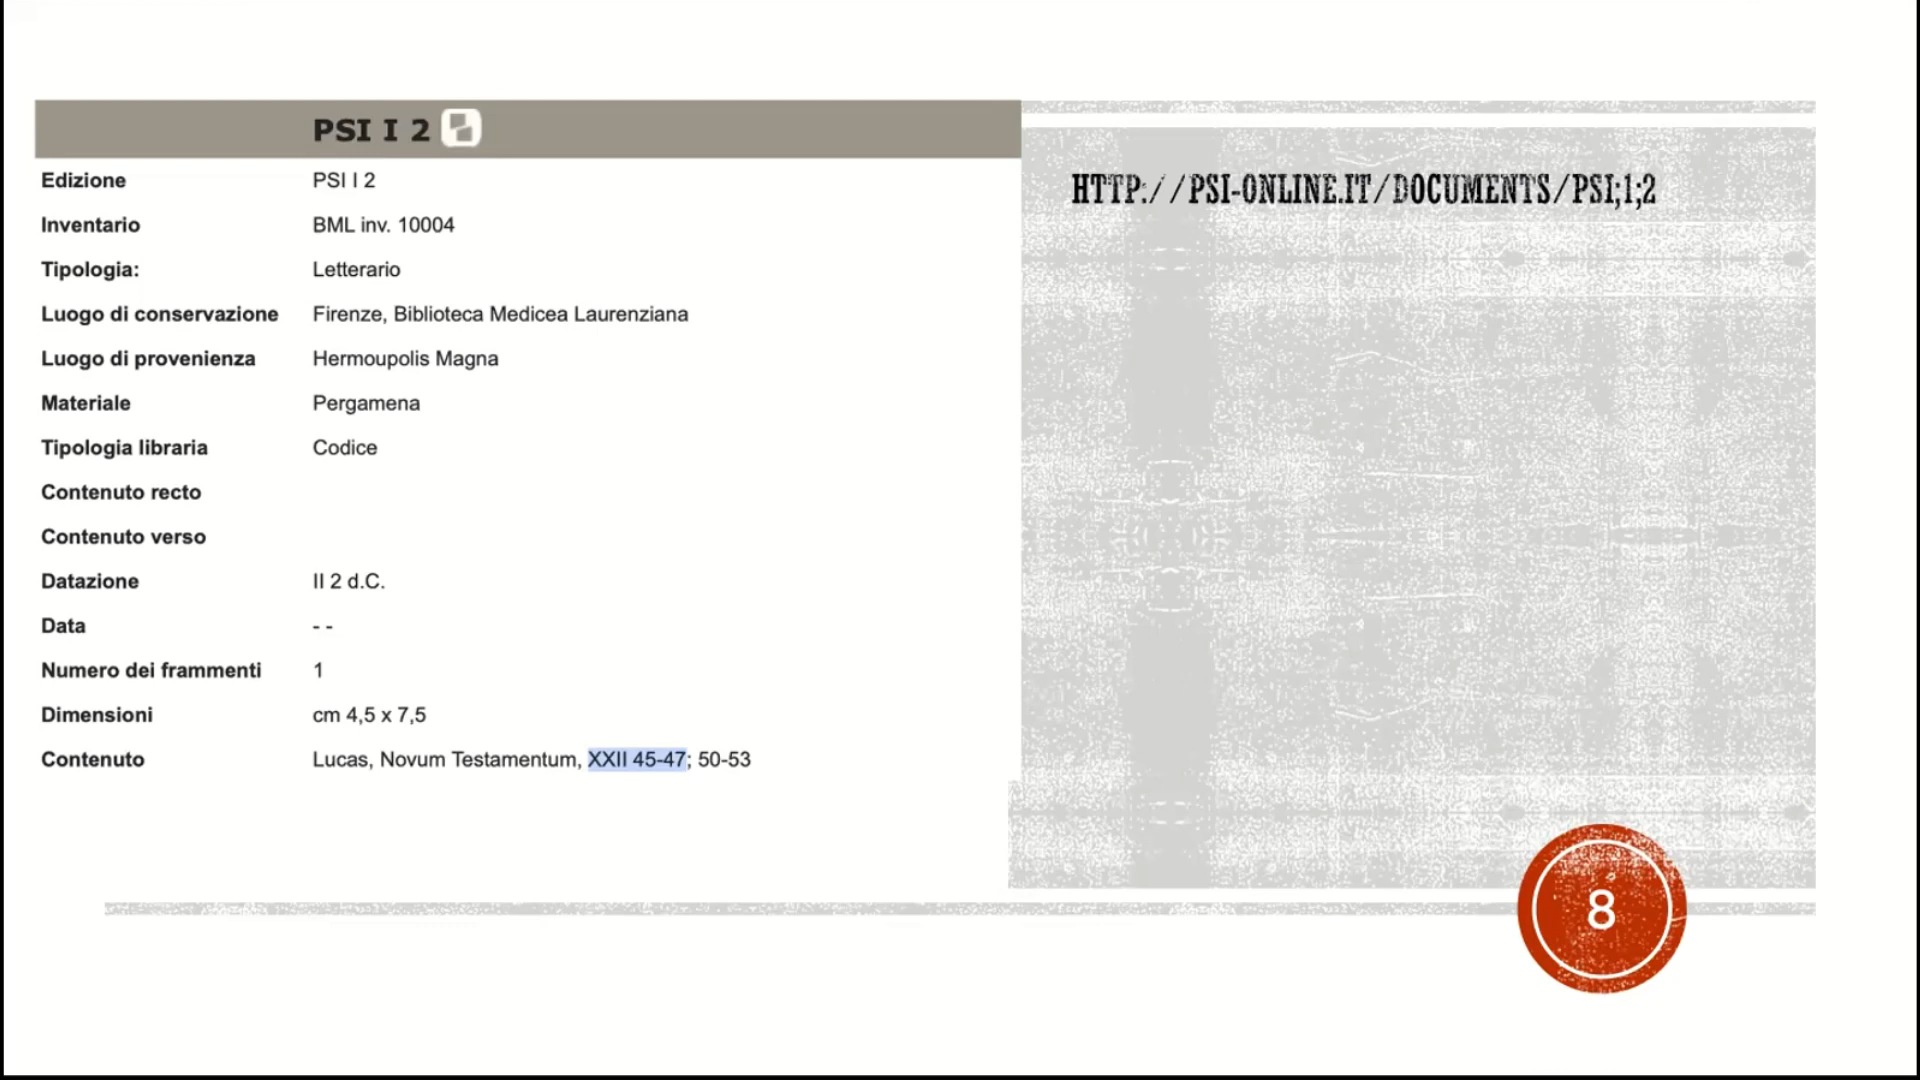 PSI I 2
Edizione PSI I 2
Inventario BML inv. 10004
Tipologia: Letterario
Luogo di conservazione Firenze, Biblioteca Medicea Laurenziana
Luogo di provenienza Hermoupolis Magna
Materiale Pergamena
Tipologia libraria Codice
Contenuto recto
Contenuto verso
Datazione II 2 d.C.
Data - -
Numero dei frammenti 1
Dimensioni cm 4,5 x 7,5
Contenuto Lucas, Novum Testamentum, XXII 45-47; 50-53
HTTP://PSI-ONLINE.IT/DOCUMENTS/PSI;1;2
8